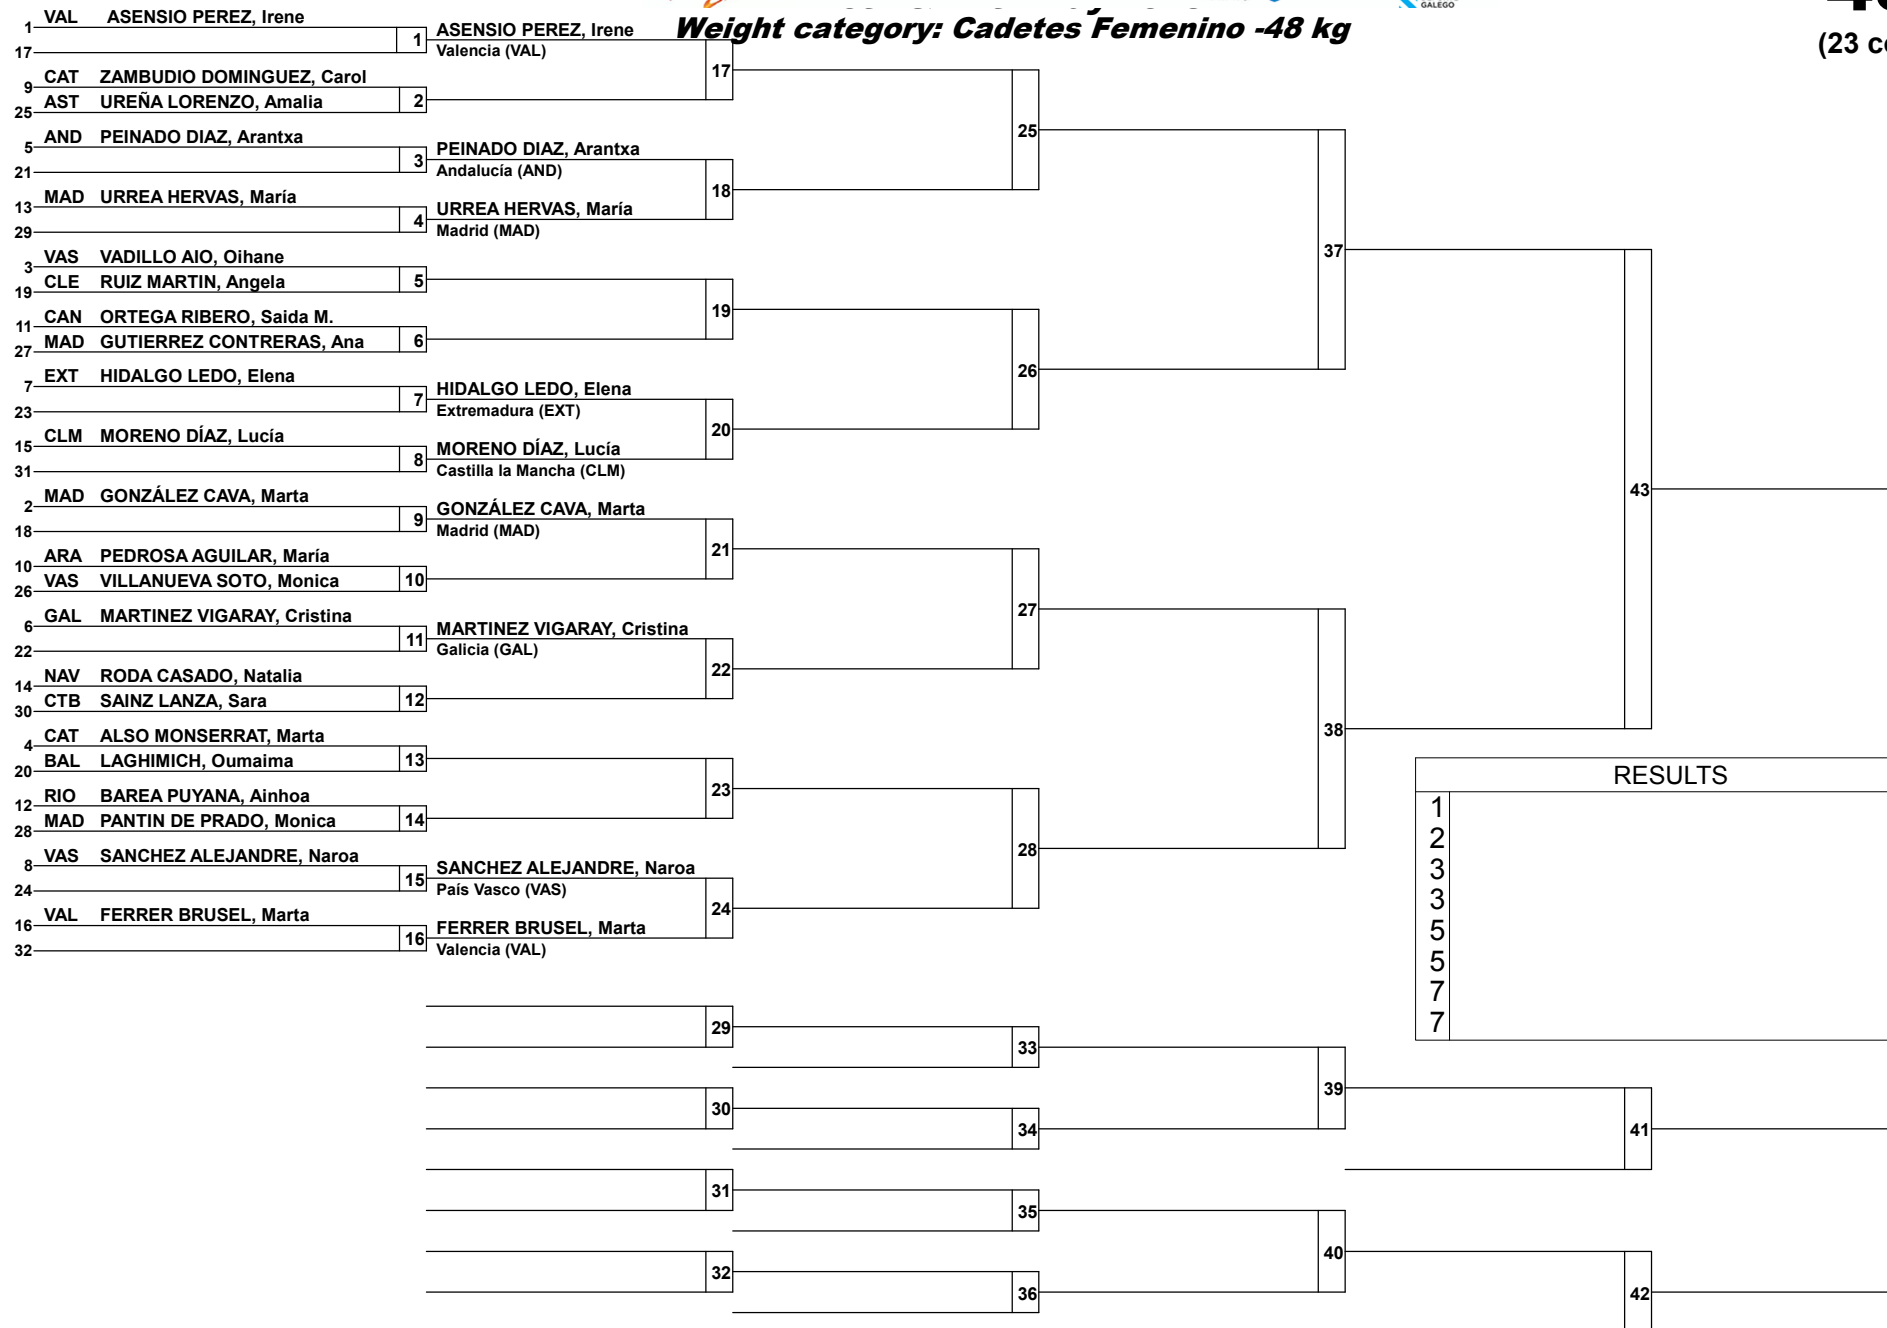 GALEGO
Weight category: Cadetes Femenino -48 kg
(23
1 VAL ASENSIO PEREZ, Irene
17
1
ASENSIO PEREZ, Irene
Valencia (VAL)
17
9 CAT ZAMBUDIO DOMINGUEZ, Carol
25 AST UREÑA LORENZO, Amalia
2
25
5 AND PEINADO DIAZ, Arantxa
21
3
PEINADO DIAZ, Arantxa
Andalucía (AND)
18
13 MAD URREA HERVAS, María
29
4
URREA HERVAS, María
Madrid (MAD)
37
3 VAS VADILLO AIO, Oihane
19 CLE RUIZ MARTIN, Angela
5
19
11 CAN ORTEGA RIBERO, Saida M.
27 MAD GUTIERREZ CONTRERAS, Ana
6
26
7 EXT HIDALGO LEDO, Elena
23
7
HIDALGO LEDO, Elena
Extremadura (EXT)
20
15 CLM MORENO DÍAZ, Lucía
31
8
MORENO DÍAZ, Lucía
Castilla la Mancha (CLM)
43
2 MAD GONZÁLEZ CAVA, Marta
18
9
GONZÁLEZ CAVA, Marta
Madrid (MAD)
21
10 ARA PEDROSA AGUILAR, María
26 VAS VILLANUEVA SOTO, Monica
10
27
6 GAL MARTINEZ VIGARAY, Cristina
22
11
MARTINEZ VIGARAY, Cristina
Galicia (GAL)
22
14 NAV RODA CASADO, Natalia
30 CTB SAINZ LANZA, Sara
12
38
4 CAT ALSO MONSERRAT, Marta
20 BAL LAGHIMICH, Oumaima
13
23
12 RIO BAREA PUYANA, Ainhoa
28 MAD PANTIN DE PRADO, Monica
14
28
8 VAS SANCHEZ ALEJANDRE, Naroa
24
15
SANCHEZ ALEJANDRE, Naroa
País Vasco (VAS)
24
16 VAL FERRER BRUSEL, Marta
32
16
FERRER BRUSEL, Marta
Valencia (VAL)
RESULTS
1
2
3
3
5
5
7
7
29
33
39
30
34
41
31
35
40
32
36
42